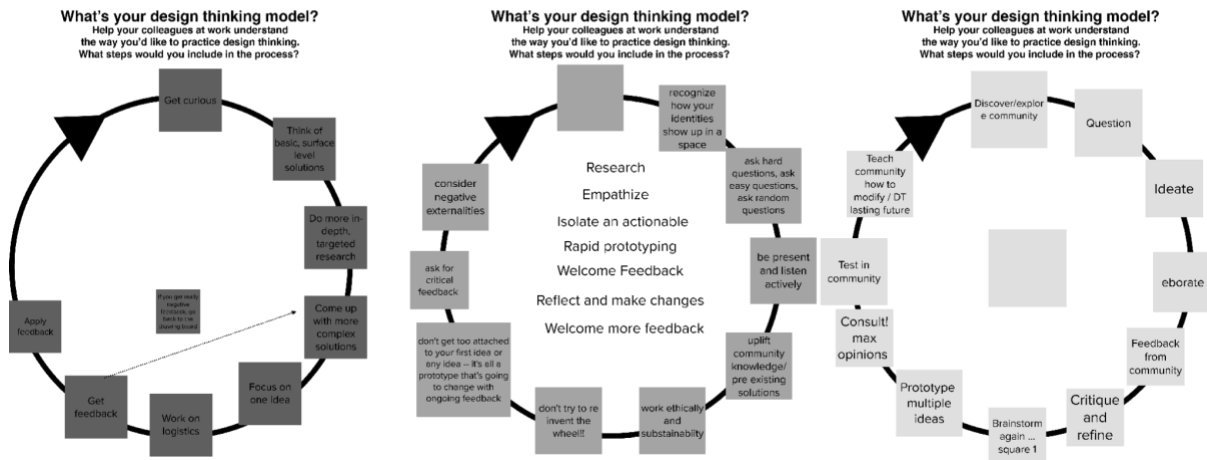 What's your design thinking model?
Help your colleagues at work understand
the way you'd like to practice design thinking.
What steps would you include in the process?
Get curious
Think of
basic, surface
level solutions
Do more in-
depth, targeted
research
Come up
with more
complex
solutions
Focus on
one idea
Work on
logistics
Get
feedback
Apply
feedback
If you get really
negative
feedback, go
back to the
drawing board
What's your design thinking model?
Help your colleagues at work understand
the way you'd like to practice design thinking.
What steps would you include in the process?
recognize
how your
identities
show up in a
space
ask hard
questions, ask
easy questions,
ask random
questions
be present
and listen
actively
uplift
community
knowledge/
pre existing
solutions
work ethically
and
substainabilty
don't try to re
invent the
wheel!!
don't get too attached
to your first idea or
any idea -- it's all a
prototype that's going
to change with
ongoing feedback
ask for
critical
feedback
consider
negative
externalities
Research
Empathize
Isolate an actionable
Rapid prototyping
Welcome Feedback
Reflect and make changes
Welcome more feedback
What's your design thinking model?
Help your colleagues at work understand
the way you'd like to practice design thinking.
What steps would you include in the process?
Discover/explor
e community
Question
Ideate
eborate
Feedback
from
community
Critique
and
refine
Brainstorm
again ...
square 1
Prototype
multiple
ideas
Consult!
max
opinions
Test in
community
Teach
community
how to
modify / DT
lasting future